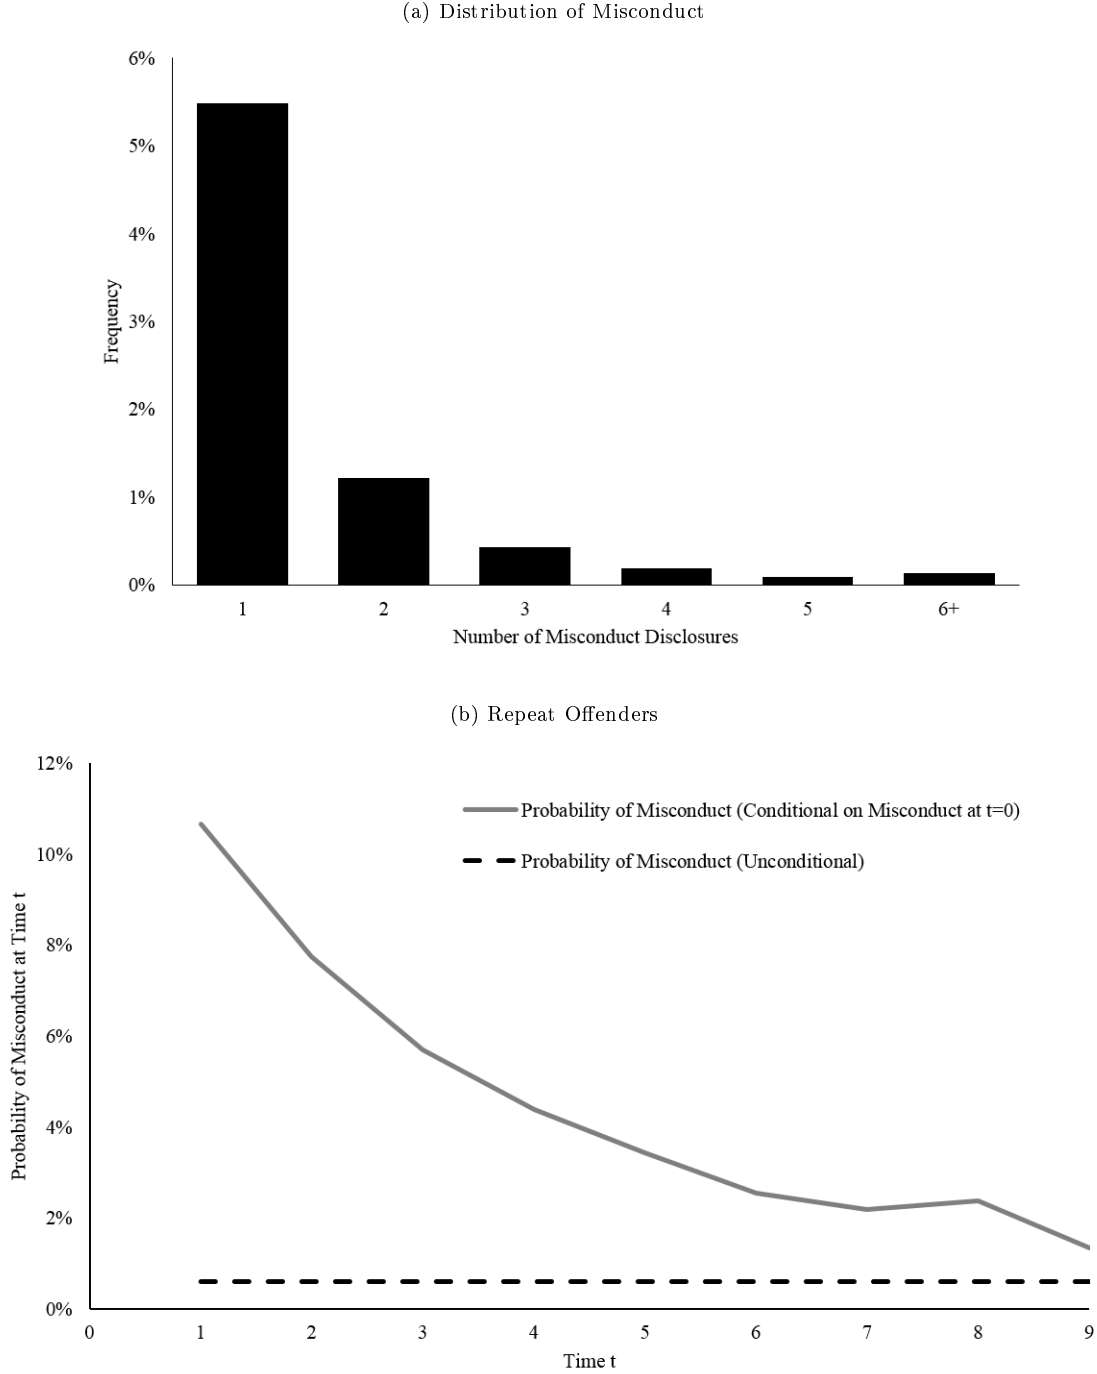 (a) Distribution of Misconduct
6%
5%
4%
3%
2%
1%
0%
Frequency
1 2 3 4 5 6+
Number of Misconduct Disclosures
(b) Repeat Offenders
12%
10%
8%
6%
4%
2%
0%
Probability of Misconduct at Time t
Probability of Misconduct (Conditional on Misconduct at t=0)
Probability of Misconduct (Unconditional)
0 1 2 3 4 5 6 7 8 9
Time t